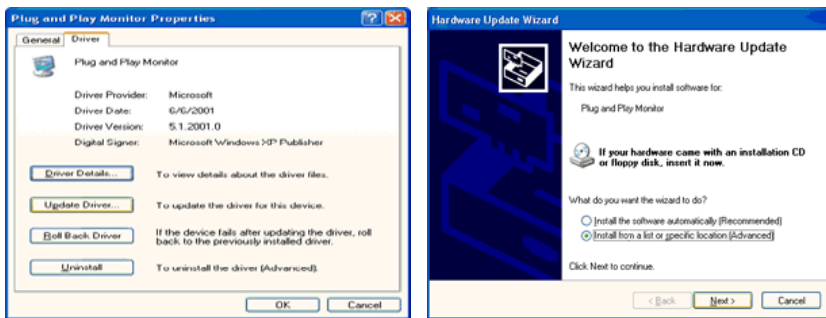 Plug and Play Monitor Properties
General Driver
Plug and Play Monitor
Driver Provider: Microsoft
Driver Date: 6/6/2001
Driver Version: 5.1.2001.0
Digital Signer: Microsoft Windows XP Publisher
Driver Details... To view details about the driver files.
Update Driver... To update the driver for this device.
Roll Back Driver If the device fails after updating the driver, roll
back to the previously installed driver.
Uninstall To uninstall the driver (Advanced).
OK Cancel
Hardware Update Wizard
Welcome to the Hardware Update
Wizard
This wizard helps you install software for:
Plug and Play Monitor
If your hardware came with an installation CD
or floppy disk, insert it now.
What do you want the wizard to do?
Install the software automatically (Recommended)
Install from a list or specific location (Advanced)
Click Next to continue.
< Back Next > Cancel